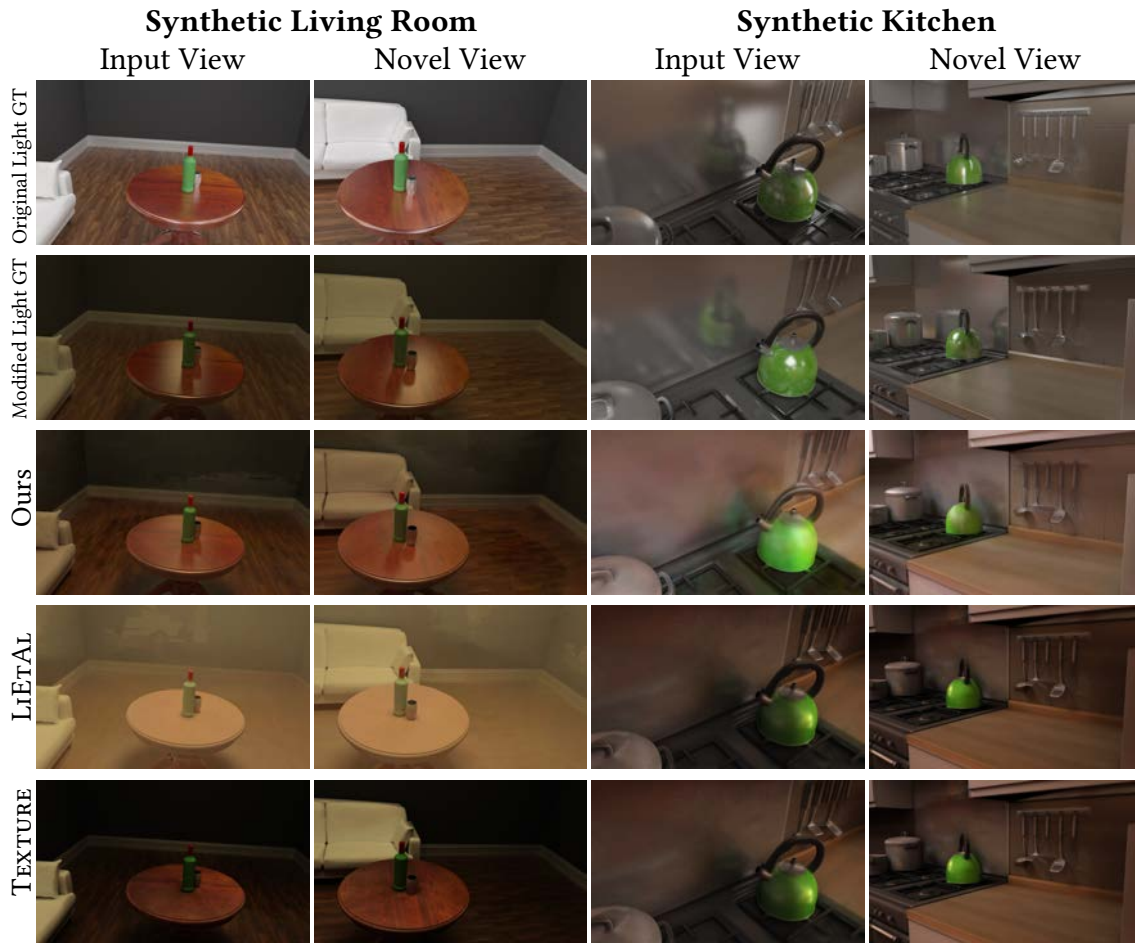 Synthetic Living Room
Synthetic Kitchen
Input View
Novel View
Input View
Novel View
Original Light GT
Modified Light GT
Ours
LiEtAl
Texture